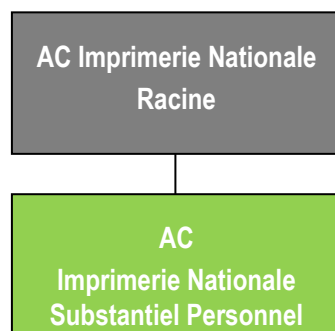 AC Imprimerie Nationale
Racine
AC
Imprimerie Nationale
Substantiel Personnel